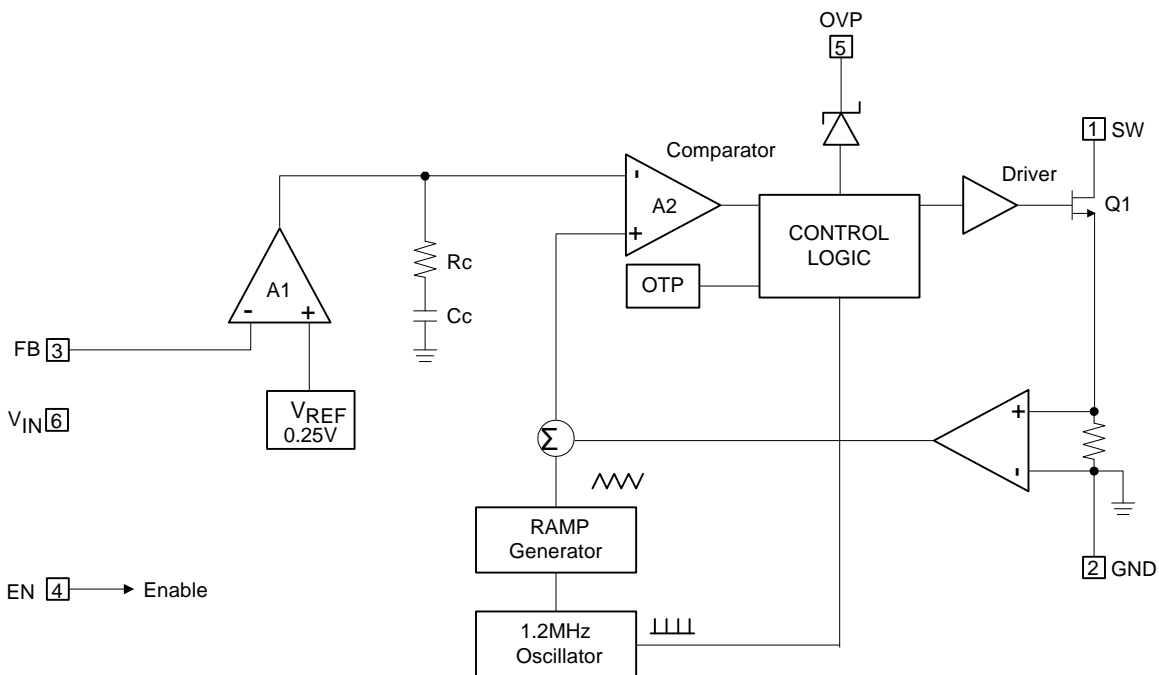 OVP
5
1 SW
Comparator
Driver
-
A2
+
Q1
CONTROL
LOGIC
OTP
Rc
A1
Cc
- +
FB 3
VREF
0.25V
VIN 6
Σ
+
-
RAMP
Generator
2 GND
EN 4 Enable
1.2MHz
Oscillator